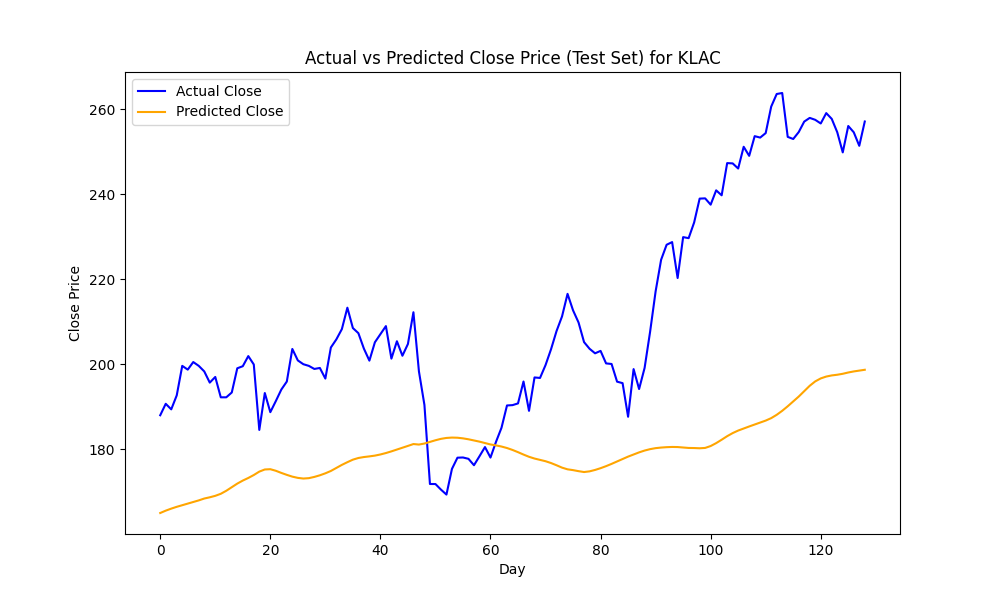 Actual vs Predicted Close Price (Test Set) for KLAC
Actual Close
Predicted Close
Close Price
260
240
220
200
180
0 20 40 60 80 100 120
Day